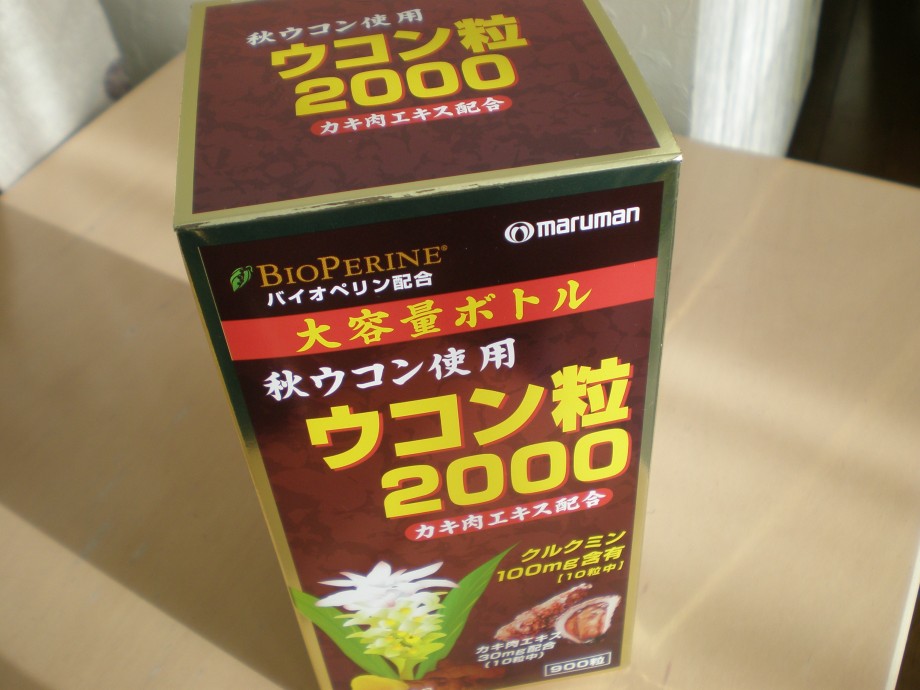 秋ウコン使用
ウコン粒
2000
カキ肉エキス配合
maruman
BIOPERINE®
バイオペリン配合
大容量ボトル
秋ウコン使用
ウコン粒
2000
カキ肉エキス配合
クルクミン
100mg含有
[10粒中]
カキ肉エキス
30mg配合
(10粒中)
900粒